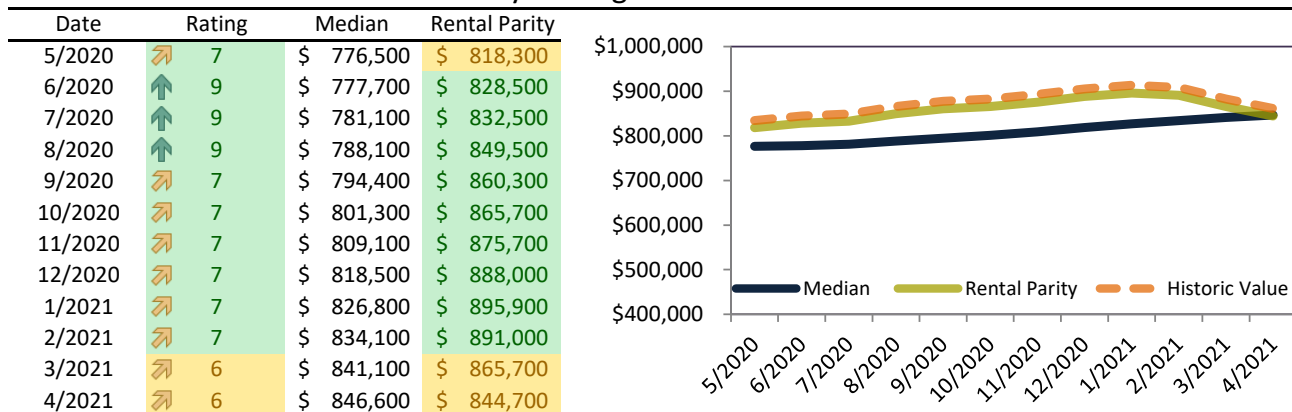 Date Rating Median Rental Parity
5/2020 7 $ 776,500 $ 818,300
6/2020 9 $ 777,700 $ 828,500
7/2020 9 $ 781,100 $ 832,500
8/2020 9 $ 788,100 $ 849,500
9/2020 7 $ 794,400 $ 860,300
10/2020 7 $ 801,300 $ 865,700
11/2020 7 $ 809,100 $ 875,700
12/2020 7 $ 818,500 $ 888,000
1/2021 7 $ 826,800 $ 895,900
2/2021 7 $ 834,100 $ 891,000
3/2021 6 $ 841,100 $ 865,700
4/2021 6 $ 846,600 $ 844,700
$1,000,000
$900,000
$800,000
$700,000
$600,000
$500,000
$400,000
Median Rental Parity Historic Value
5/2020 6/2020 7/2020 8/2020 9/2020 10/2020 11/2020 12/2020 1/2021 2/2021 3/2021 4/2021